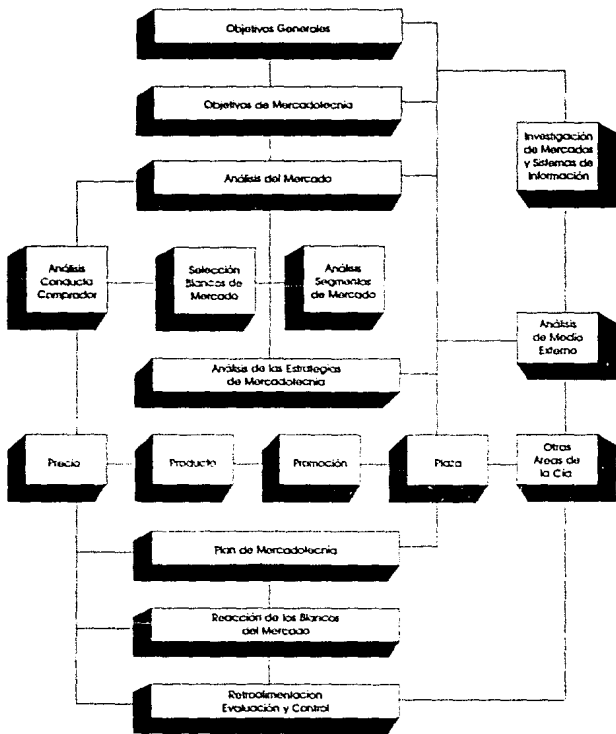 Objetivos Generales
Objetivos de Mercadotecnia
Investigación
de Mercados
y Sistemas de
Información
Análisis del Mercado
Análisis
Conducta
Comprador
Selección
Blancos de
Mercado
Análisis
Segmentos
de Mercado
Análisis
de Medio
Externo
Análisis de las Estrategias
de Mercadotecnia
Precio
Producto
Promoción
Plaza
Otras
Areas de
la Cía
Plan de Mercadotecnia
Reacción de los Blancos
del Mercado
Retroalimentacion
Evaluación y Control